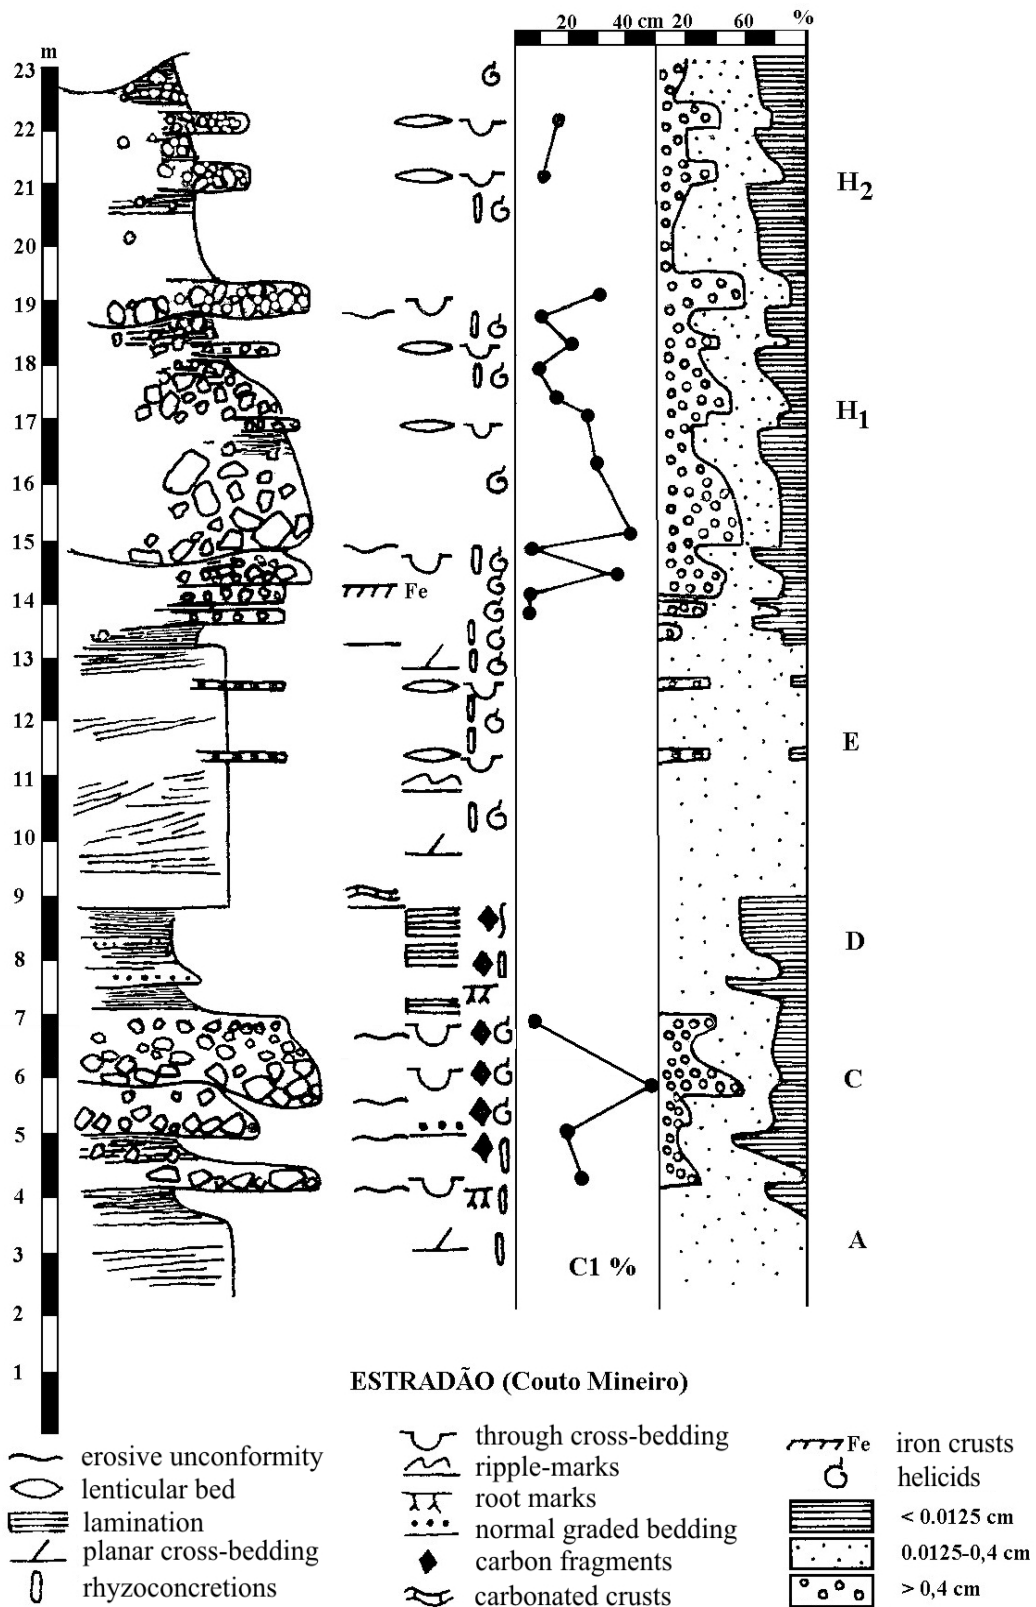 20 40 cm 20 60 %
m
23
22
21
H2
20
19
18
17
H1
16
15
14
Fe
13
12
E
11
10
9
D
8
7
6
C
5
4
A
3
C1 %
2
1
ESTRADÃO (Couto Mineiro)
erosive unconformity
lenticular bed
lamination
planar cross-bedding
rhyzoconcretions
through cross-bedding
ripple-marks
root marks
normal graded bedding
carbon fragments
carbonated crusts
Fe iron crusts
helicids
< 0.0125 cm
0.0125-0,4 cm
> 0,4 cm